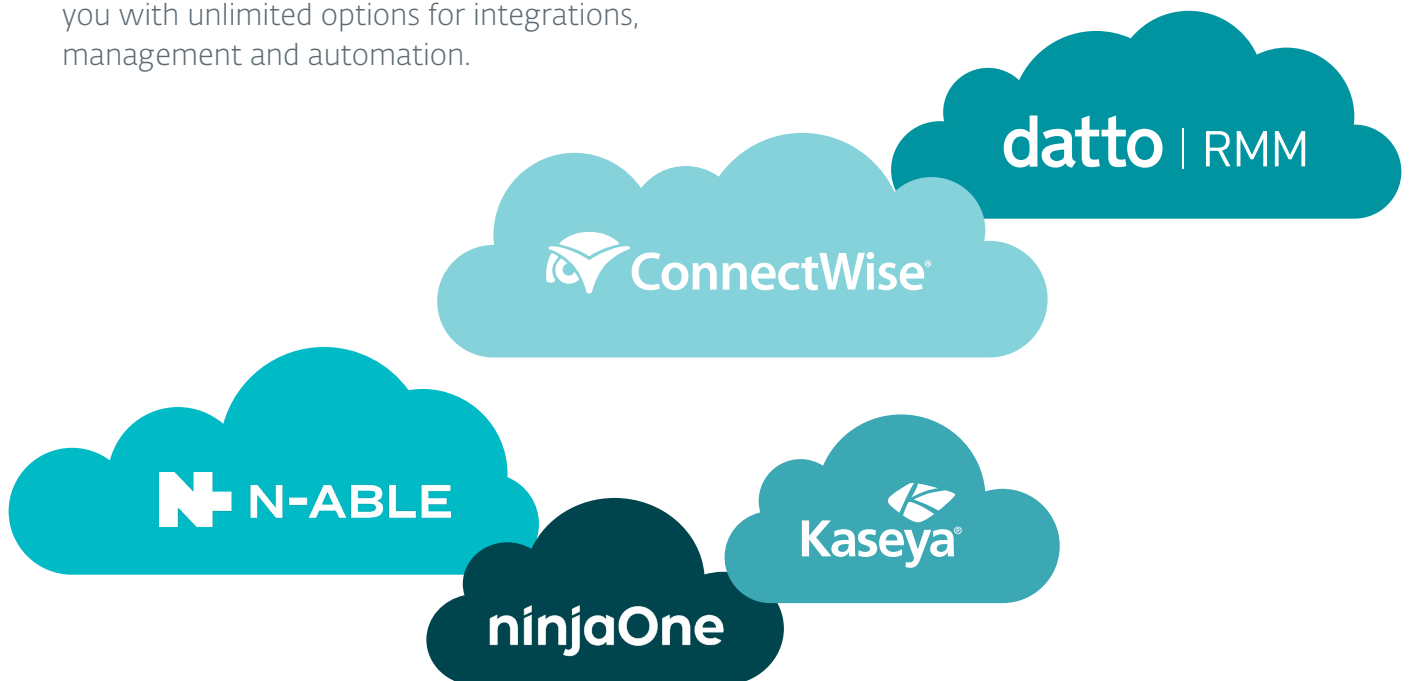 you with unlimited options for integrations,
management and automation.
datto | RMM
ConnectWise®
N-ABLE
Kaseya®
ninjaOne